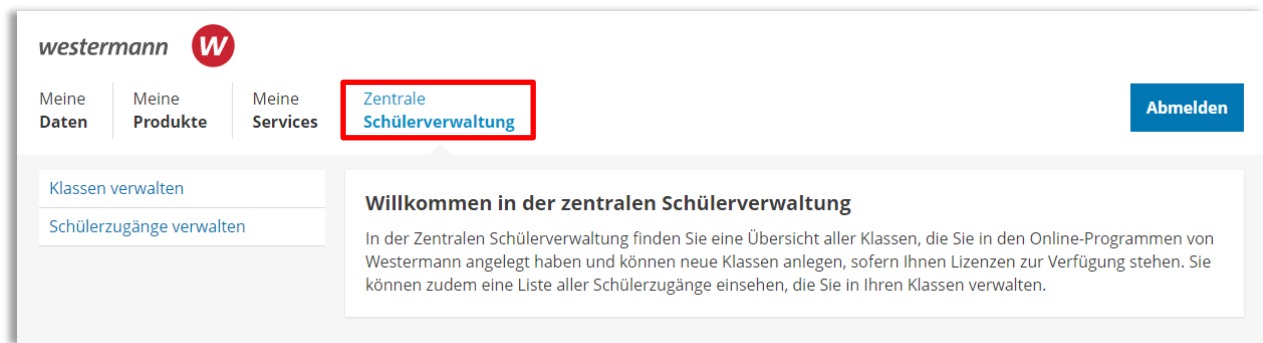 westermann W
Meine
Daten
Meine
Produkte
Meine
Services
Zentrale
Schülerverwaltung
Abmelden
Klassen verwalten
Schülerzugänge verwalten
Willkommen in der zentralen Schülerverwaltung
In der Zentralen Schülerverwaltung finden Sie eine Übersicht aller Klassen, die Sie in den Online-Programmen von
Westermann angelegt haben und können neue Klassen anlegen, sofern Ihnen Lizenzen zur Verfügung stehen. Sie
können zudem eine Liste aller Schülerzugänge einsehen, die Sie in Ihren Klassen verwalten.